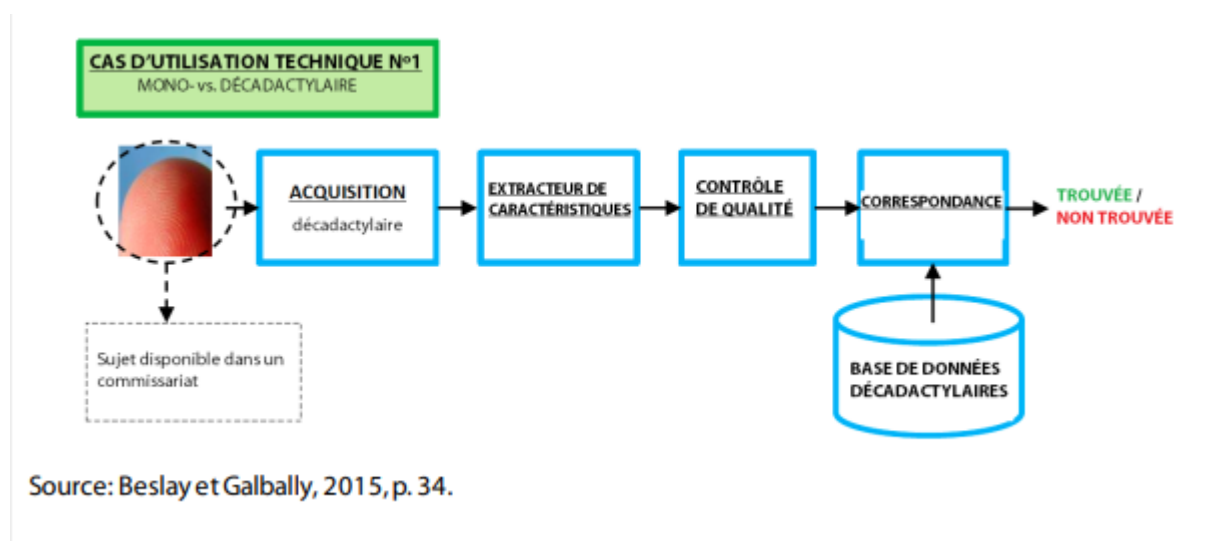 CAS D'UTILISATION TECHNIQUE Nº1
MONO- vs. DÉCADACTYLAIRE
ACQUISITION
décadactylaire
EXTRACTEUR DE
CARACTÉRISTIQUES
CONTRÔLE
DE QUALITÉ
CORRESPONDANCE
TROUVÉE /
NON TROUVÉE
Sujet disponible dans un
commissariat
BASE DE DONNÉES
DÉCADACTYLAIRES
Source: Beslay et Galbally, 2015, p. 34.